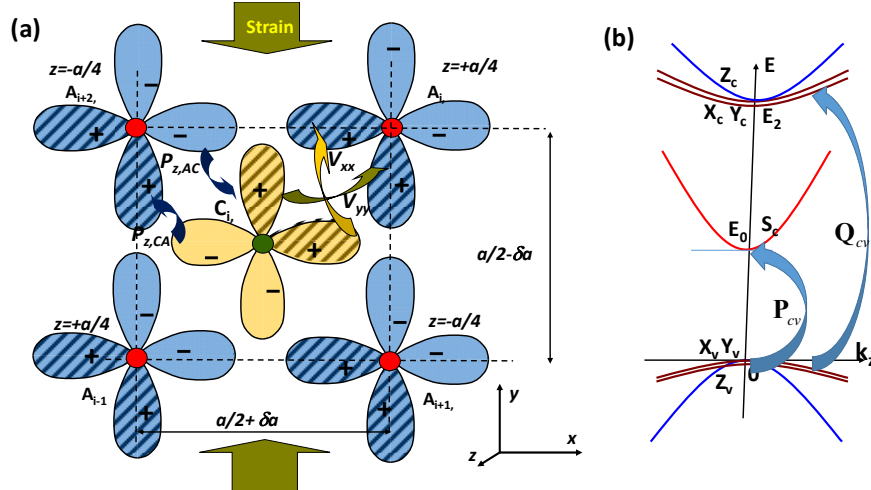 (a)
Strain
(b)
z=-a/4
z=+a/4
A_{i+2,}
A_{i,}
−
−
+
−
+
−
+
+
P_{z,AC}
V_{xx}
C_{i,}
+
V_{yy}
P_{z,CA}
−
+
−
a/2-δa
z=+a/4
z=-a/4
−
−
+
−
+
−
A_{i-1}
+
A_{i+1,}
+
a/2+ δa
y
x
z
E
Z_c
X_c Y_c
E_2
E_0
S_c
Q_{cv}
P_{cv}
X_v Y_v
0
k_z
Z_v